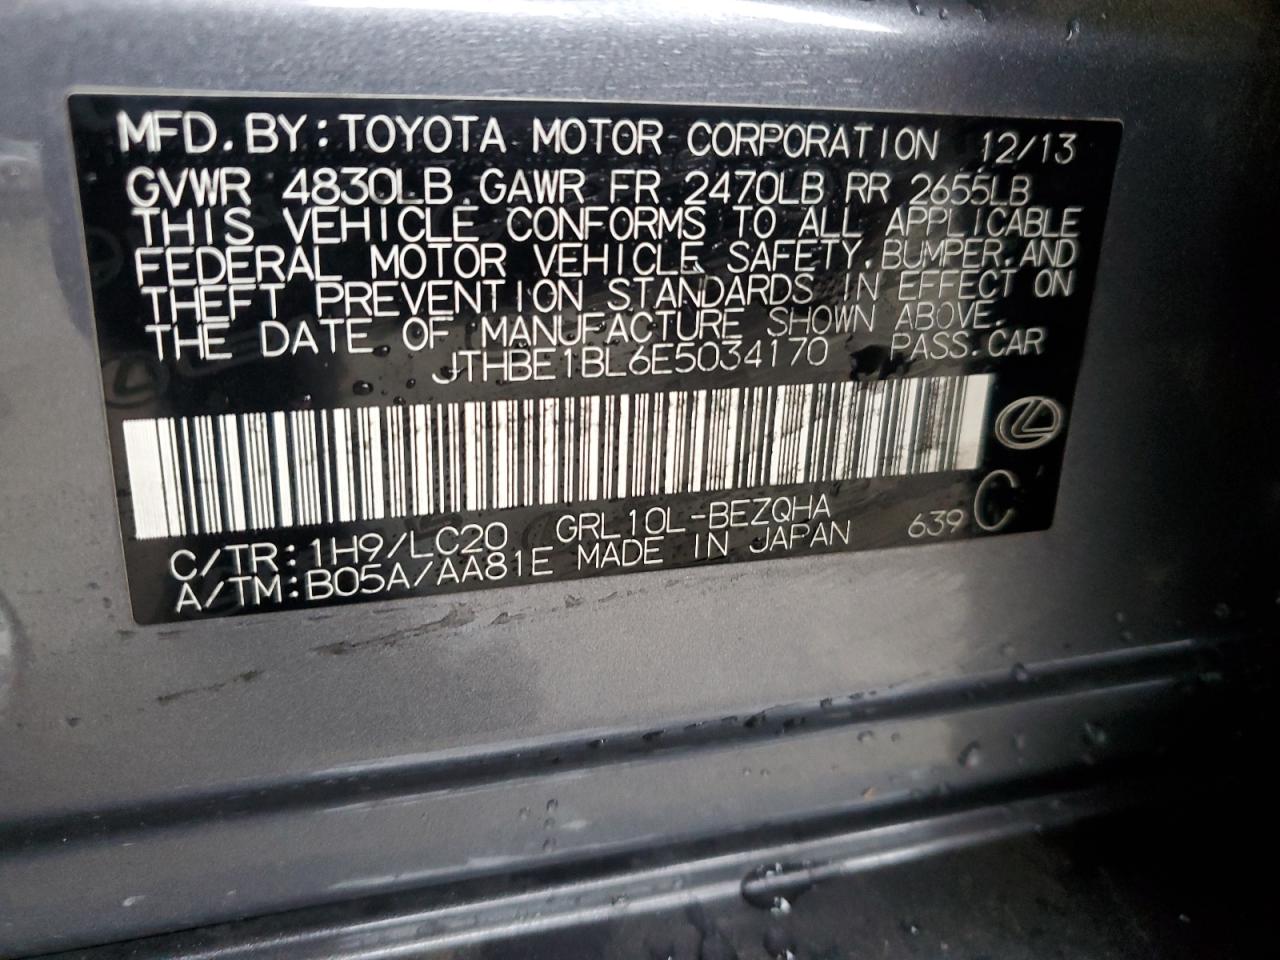 MFD.BY:TOYOTA MOTOR CORPORATION 12/13
GVWR 4830LB GAWR FR 2470LB RR 2655LB
THIS VEHICLE CONFORMS TO ALL APPLICABLE
FEDERAL MOTOR VEHICLE SAFETY,BUMPER,AND
THEFT PREVENTION STANDARDS IN EFFECT ON
THE DATE OF MANUFACTURE SHOWN ABOVE.
JTHBE1BL6E5034170 PASS.CAR
C/TR:1H9/LC20 GRL10L-BEZQHA 639 C
A/TM:B05A/AA81E MADE IN JAPAN